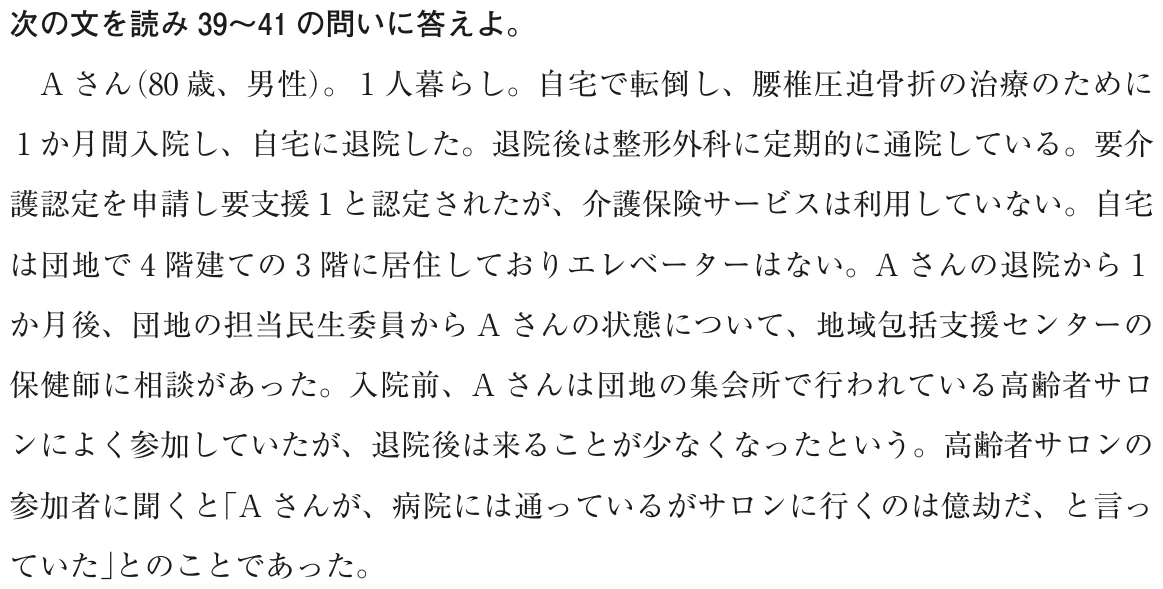 次の文を読み 39〜41 の問いに答えよ。
　A さん(80 歳、男性)。1 人暮らし。自宅で転倒し、腰椎圧迫骨折の治療のために
1 か月間入院し、自宅に退院した。退院後は整形外科に定期的に通院している。要介
護認定を申請し要支援 1 と認定されたが、介護保険サービスは利用していない。自宅
は団地で 4 階建ての 3 階に居住しておりエレベーターはない。A さんの退院から 1
か月後、団地の担当民生委員から A さんの状態について、地域包括支援センターの
保健師に相談があった。入院前、A さんは団地の集会所で行われている高齢者サロ
ンによく参加していたが、退院後は来ることが少なくなったという。高齢者サロンの
参加者に聞くと「A さんが、病院には通っているがサロンに行くのは億劫だ、と言っ
ていた」とのことであった。